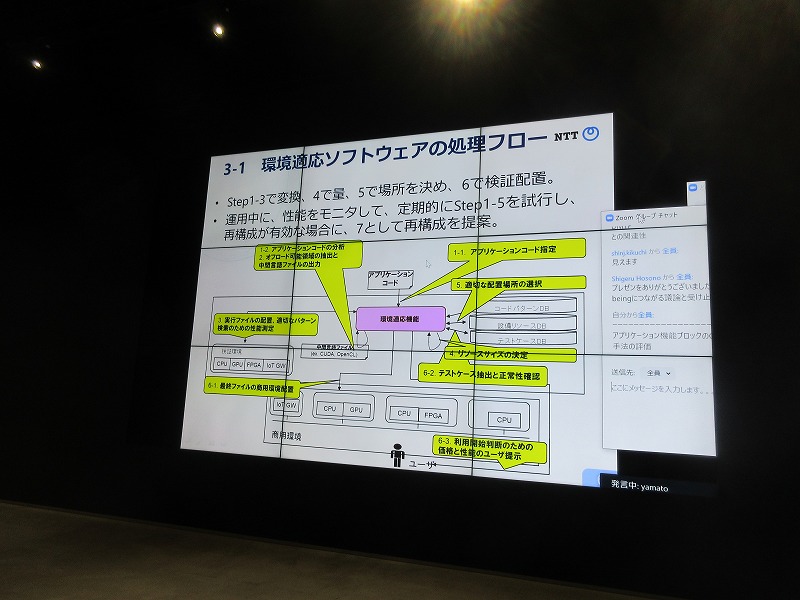 3-1 環境適応ソフトウェアの処理フロー
NTT
• Step1-3で変換、4で量、5で場所を決め、6で検証配置。
• 運用中に、性能をモニタして、定期的にStep1-5を試行し、
再構成が有効な場合に、7として再構成を提案。
1-2. アプリケーションコードの分析
2. オフロード可能領域の抽出と
中間言語ファイルの出力
アプリケーション
コード
1-1. アプリケーションコード指定
5. 適切な配置場所の選択
3. 実行ファイルの配置、適切なパターン
検索のための性能測定
環境適応機能
コードパターンDB
設備リソースDB
テストケースDB
検証環境
CPU GPU FPGA IoT GW
中間言語ファイル
(ex. CUDA, OpenCL)
4. リソースサイズの決定
6-2. テストケース抽出と正常性確認
6-1. 最終ファイルの商用環境配置
IoT GW
CPU GPU
CPU FPGA
CPU
商用環境
6-3. 利用開始判断のための
価格と性能のユーザ提示
ユーザ
Zoom グループ チャット
との関連性
shinj.kikuchi から 全員:
見えます
Shigeru Hosono から 全員:
プレゼンをありがとうございました
beingにつながる議論と受け止
自分から全員:
アプリケーション機能ブロックの
手法の評価
送信先: 全員
ここにメッセージを入力します...
発言中: yamato